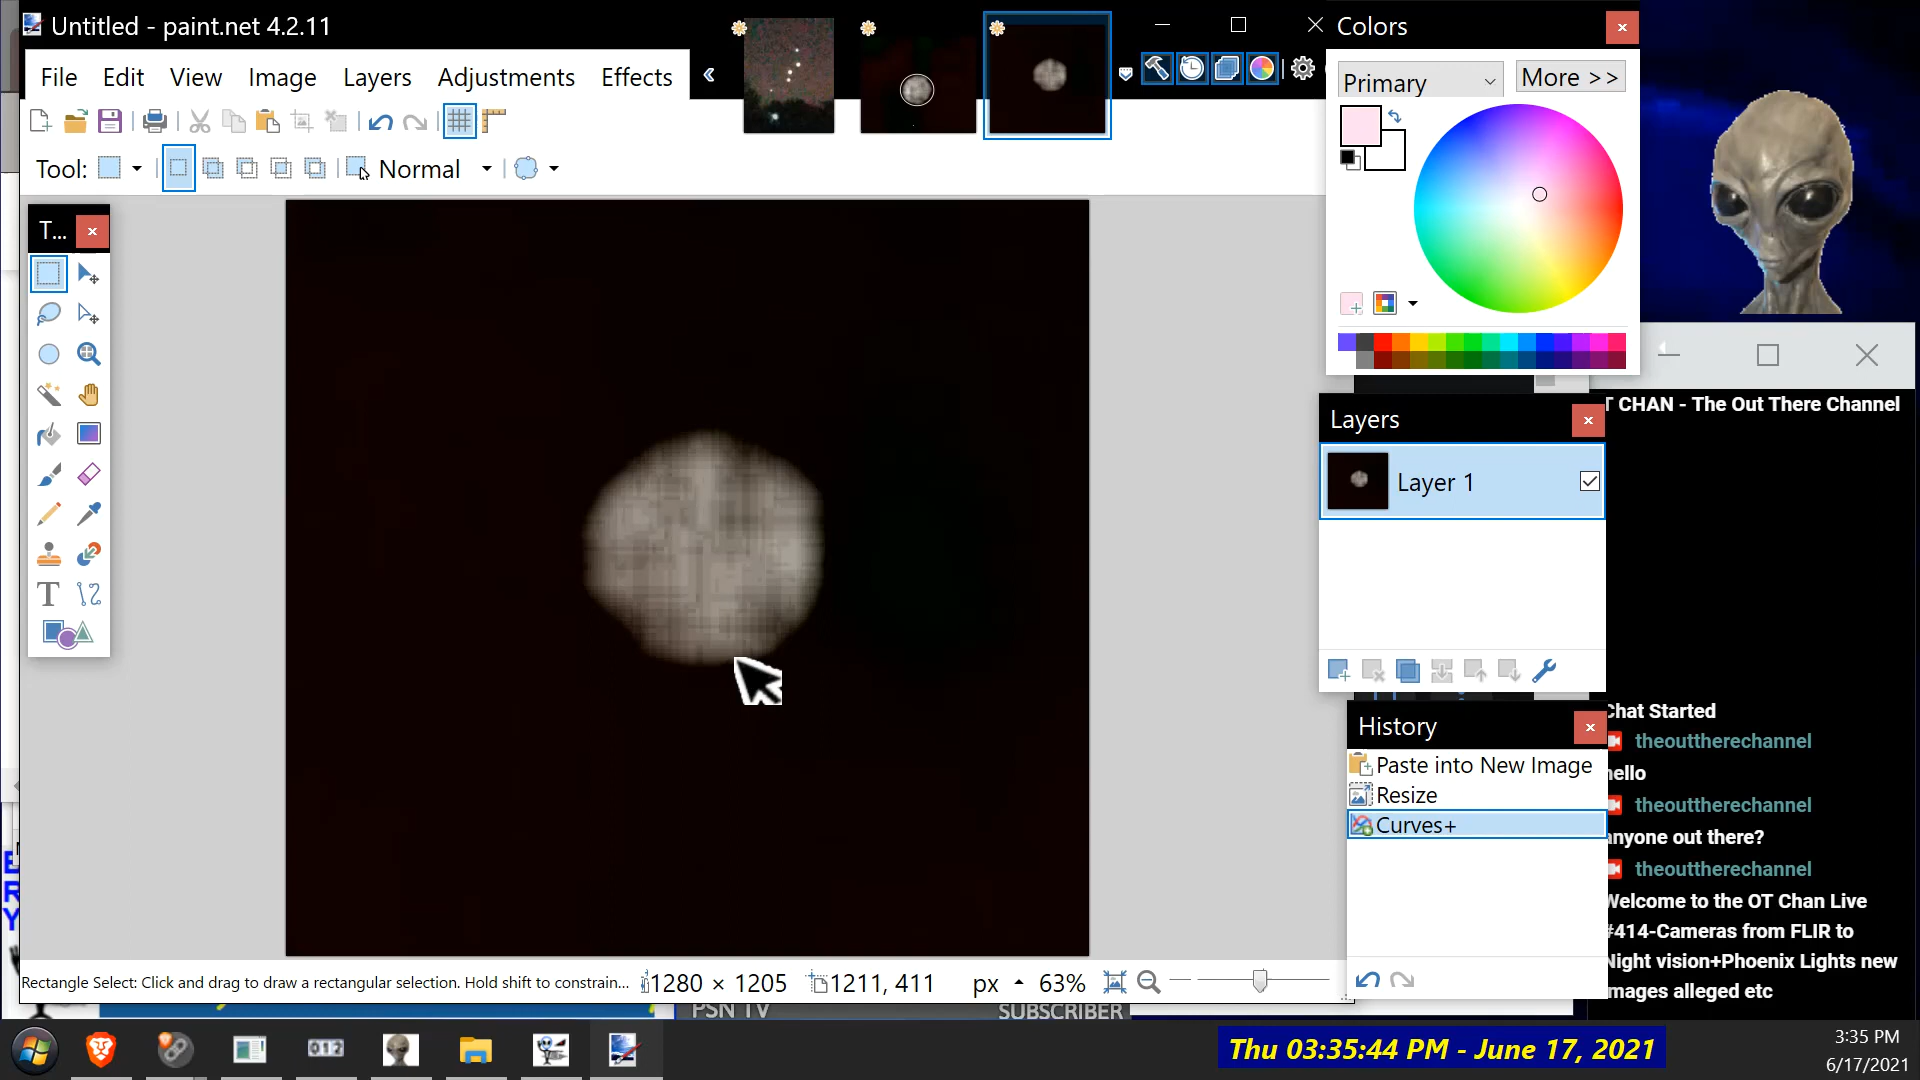 Untitled - paint.net 4.2.11
File Edit View Image Layers Adjustments Effects
Tool: Normal
T...
Colors
Primary More >>
Layers
Layer 1
History
Paste into New Image
Resize
Curves+
T CHAN - The Out There Channel
Chat Started
theouttherechannel
hello
theouttherechannel
anyone out there?
theouttherechannel
Welcome to the OT Chan Live
#414-Cameras from FLIR to
Night vision+Phoenix Lights new
images alleged etc
Rectangle Select: Click and drag to draw a rectangular selection. Hold shift to constrain... 1280 × 1205 1211, 411 px 63%
E
R
Y
PSN TV SUBSCRIBER
012
Thu 03:35:44 PM - June 17, 2021
3:35 PM
6/17/2021